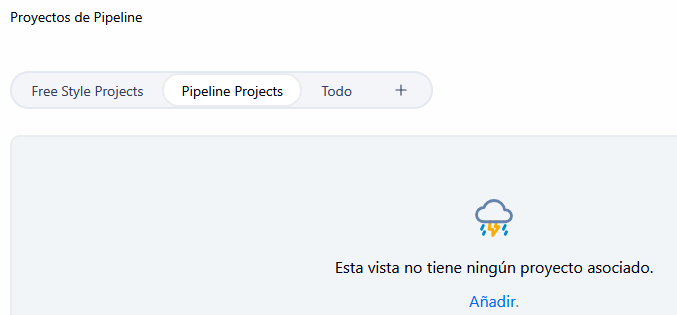 Proyectos de Pipeline
Free Style Projects Pipeline Projects Todo +
Esta vista no tiene ningún proyecto asociado.
Añadir.